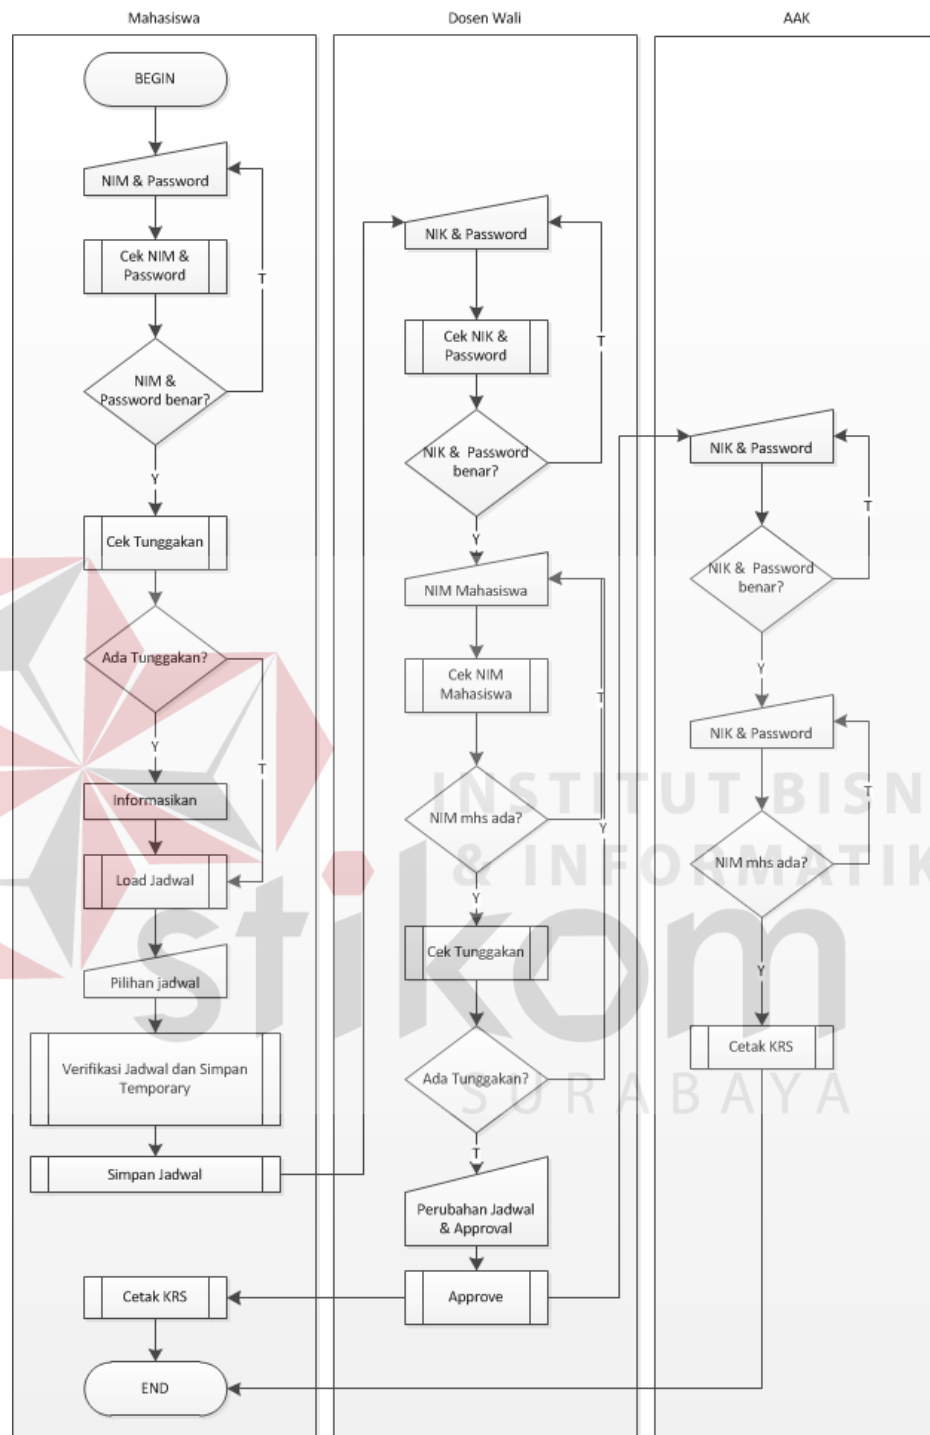 Mahasiswa
Dosen Wali
AAK
BEGIN
NIM & Password
Cek NIM &
Password
T
NIM &
Password benar?
Y
Cek Tunggakan
Ada Tunggakan?
Y
T
Informasikan
Load Jadwal
Pilihan jadwal
Verifikasi Jadwal dan Simpan
Temporary
Simpan Jadwal
Cetak KRS
END
NIK & Password
Cek NIK &
Password
T
NIK & Password
benar?
Y
NIM Mahasiswa
Cek NIM
Mahasiswa
T
NIM mhs ada?
Y
Y
Cek Tunggakan
Ada Tunggakan?
T
Perubahan Jadwal
& Approval
Approve
NIK & Password
T
NIK & Password
benar?
Y
NIK & Password
T
NIM mhs ada?
Y
Cetak KRS
INSTITUT BISN
& INFORMATIK
stikom
SURABAYA